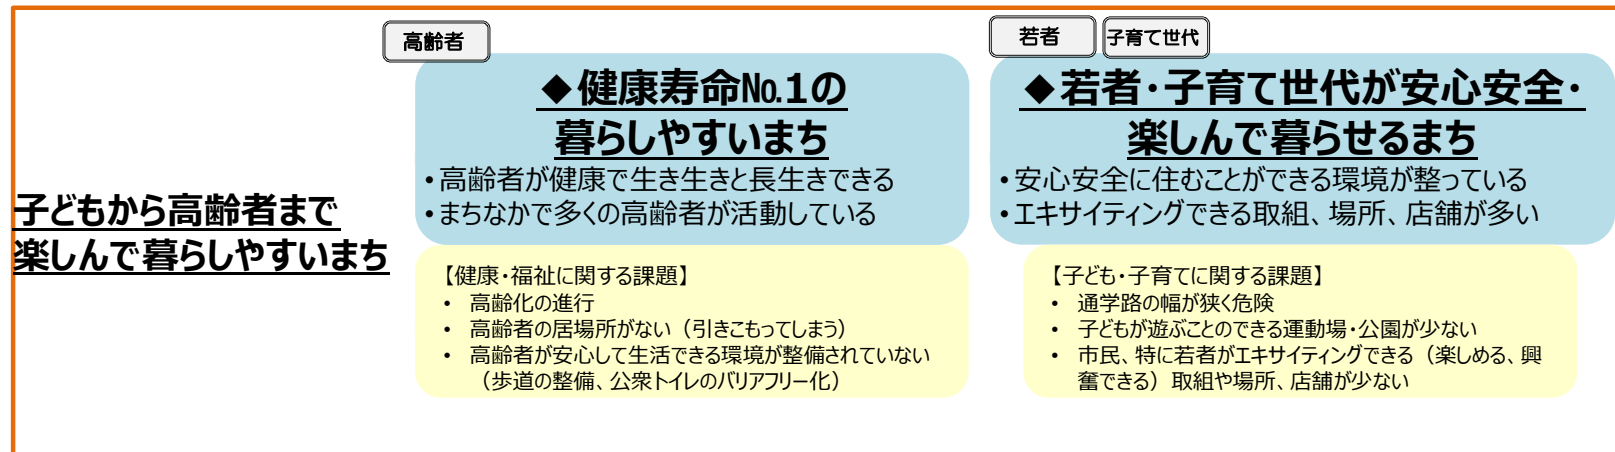 子どもから高齢者まで
楽しんで暮らしやすいまち
高齢者
◆健康寿命№1の
暮らしやすいまち
•高齢者が健康で生き生きと長生きできる
•まちなかで多くの高齢者が活動している
【健康・福祉に関する課題】
• 高齢化の進行
• 高齢者の居場所がない（引きこもってしまう）
• 高齢者が安心して生活できる環境が整備されていない
（歩道の整備、公衆トイレのバリアフリー化）
若者
子育て世代
◆若者・子育て世代が安心安全・
楽しんで暮らせるまち
•安心安全に住むことができる環境が整っている
•エキサイティングできる取組、場所、店舗が多い
【子ども・子育てに関する課題】
• 通学路の幅が狭く危険
• 子どもが遊ぶことのできる運動場・公園が少ない
• 市民、特に若者がエキサイティングできる（楽しめる、興
奮できる）取組や場所、店舗が少ない